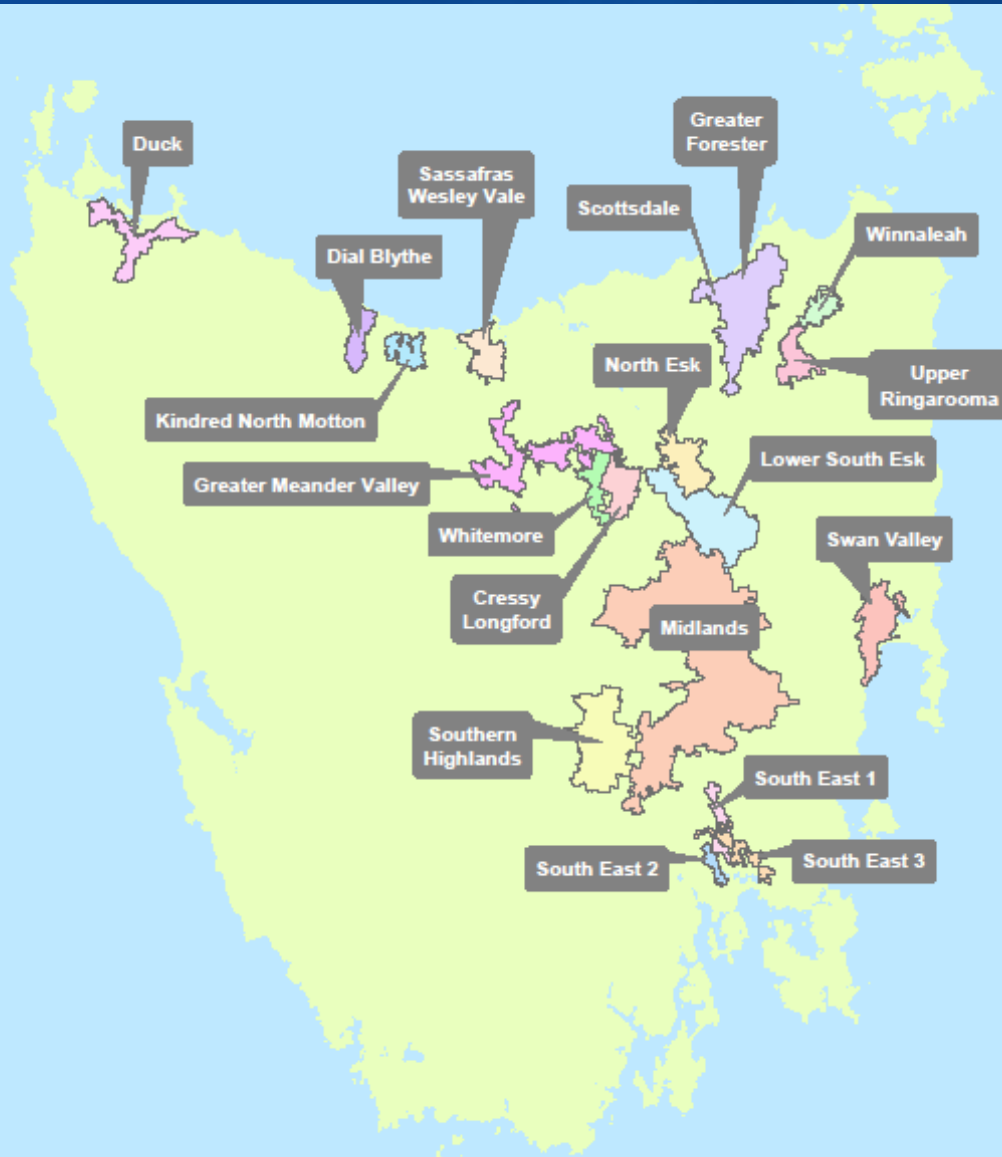 Greater
Forester
Duck
Sassafras
Wesley Vale
Scottsdale
Winnaleah
Dial Blythe
North Esk
Upper
Ringarooma
Kindred North Motton
Lower South Esk
Greater Meander Valley
Whitemore
Swan Valley
Cressy
Longford
Midlands
Southern
Highlands
South East 1
South East 2
South East 3